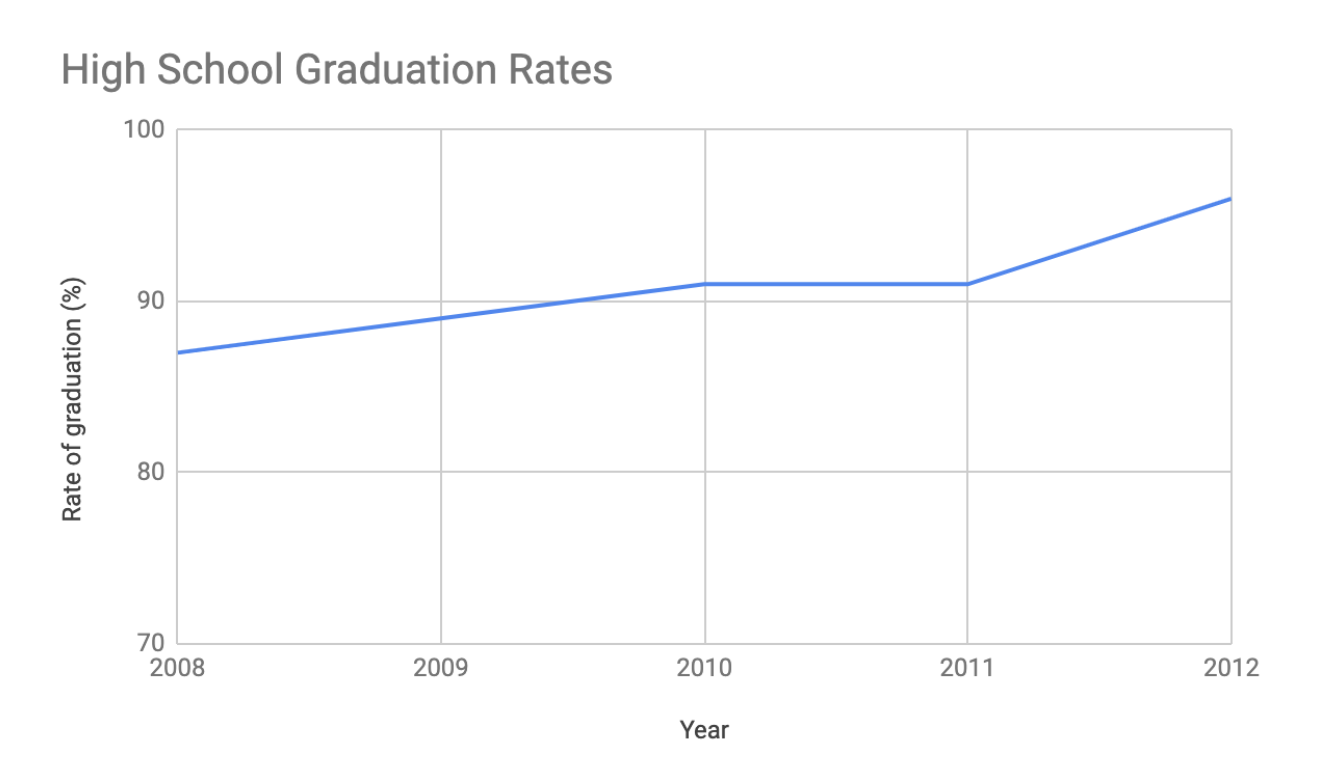 High School Graduation Rates
100
90
80
70
Rate of graduation (%)
2008 2009 2010 2011 2012
Year